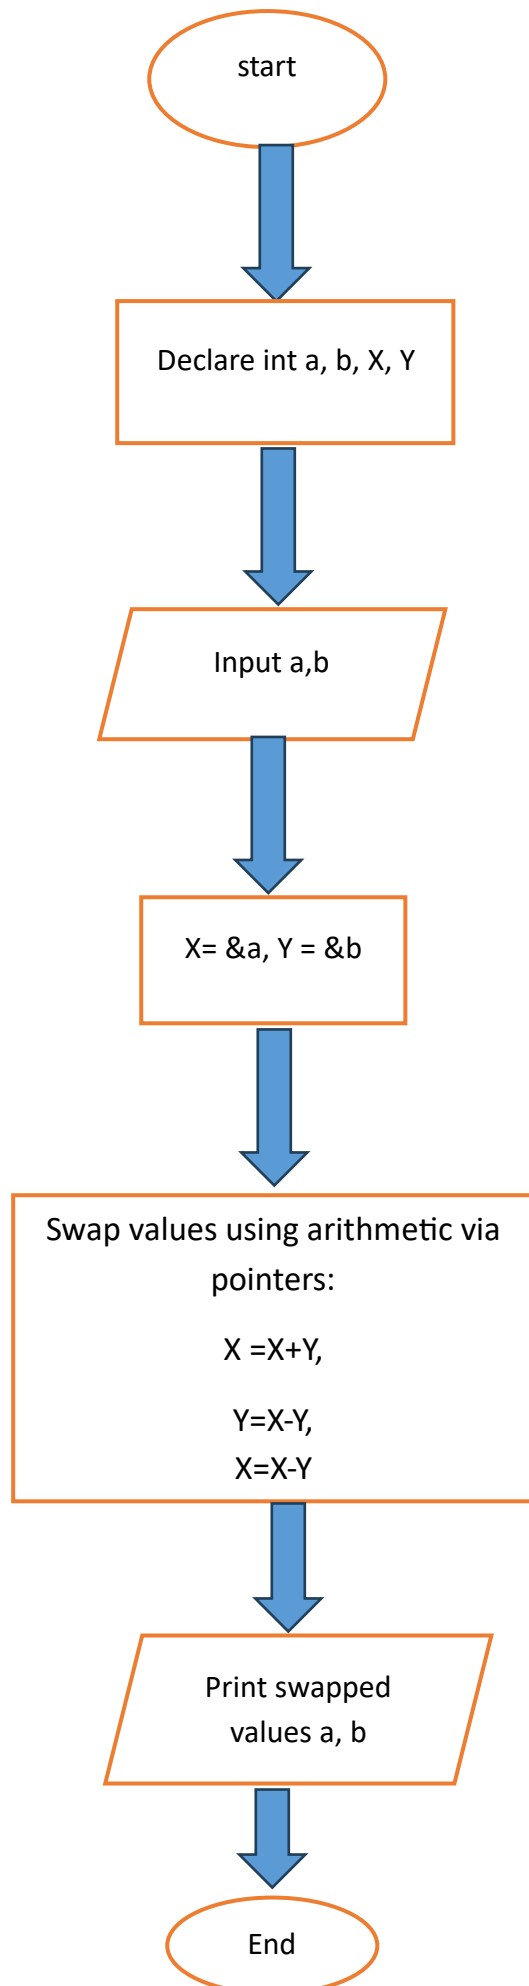 start
Declare int a, b, X, Y
Input a,b
X= &a, Y = &b
Swap values using arithmetic via
pointers:
X =X+Y,
Y=X-Y,
X=X-Y
Print swapped
values a, b
End